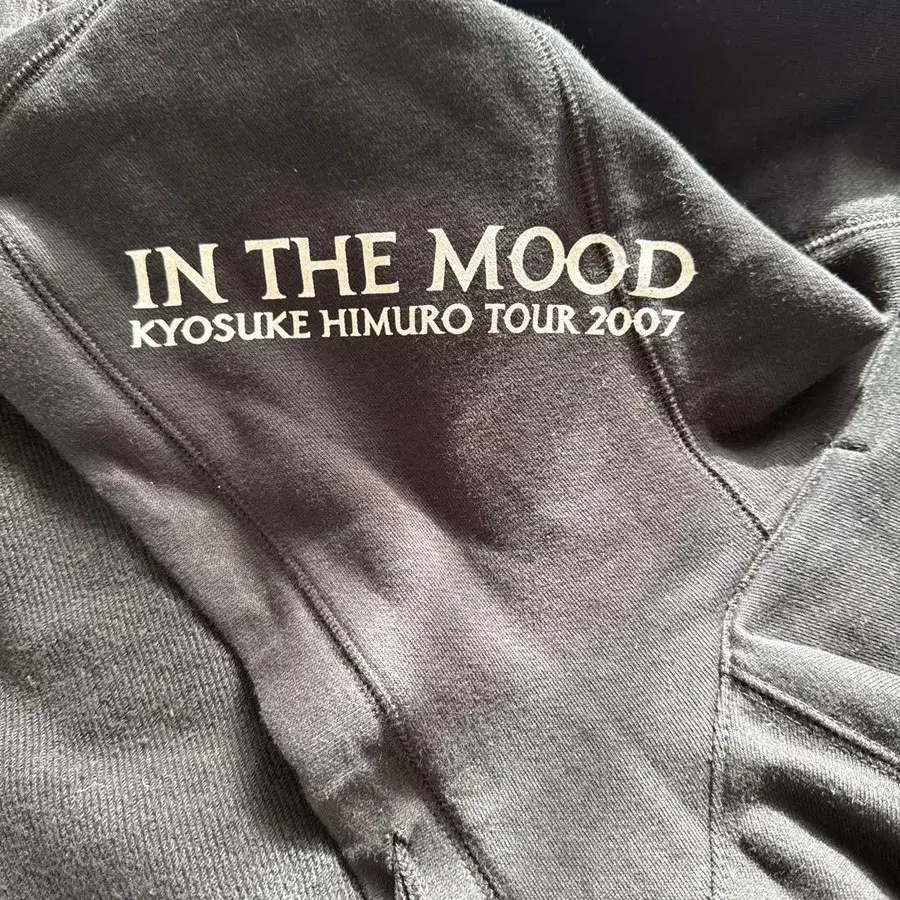 IN THE MOOD
KYOSUKE HIMURO TOUR 2007